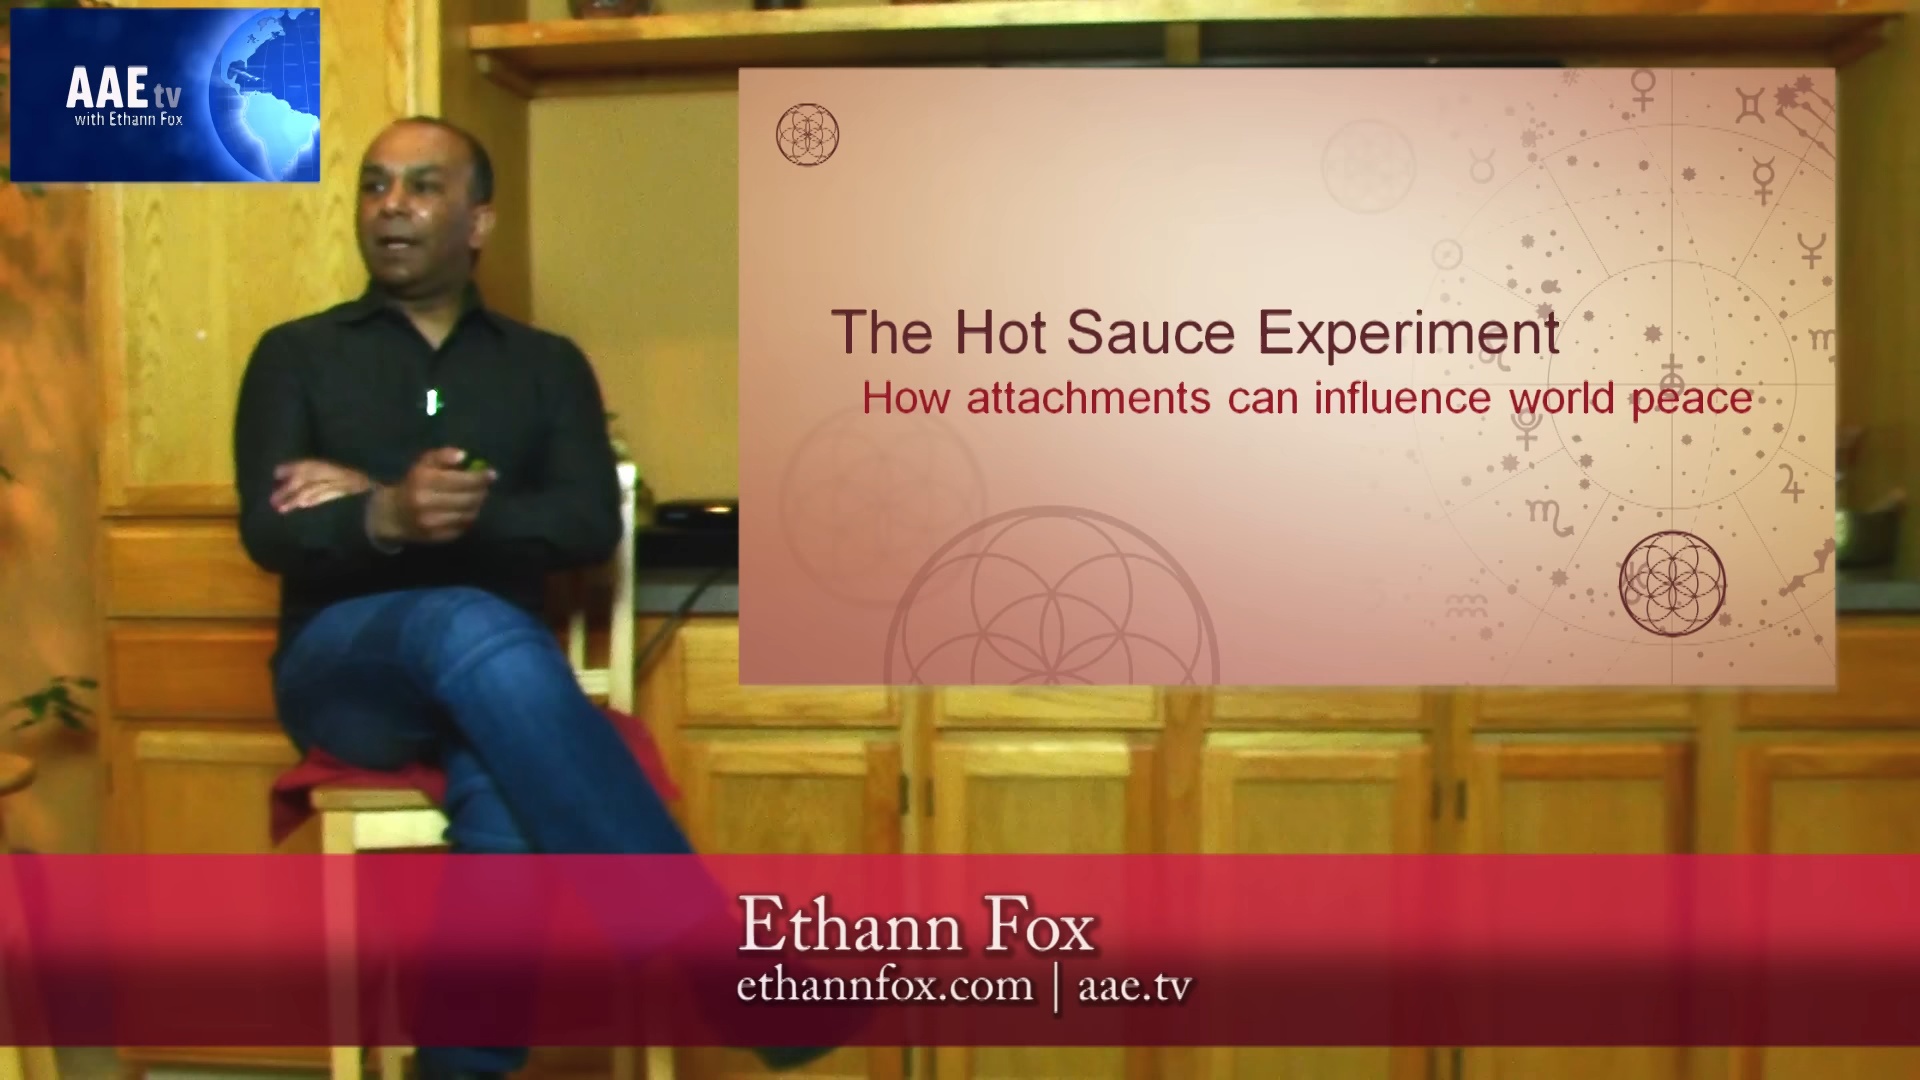 AAE tv
with Ethann Fox
The Hot Sauce Experiment
How attachments can influence world peace
Ethann Fox
ethannfox.com | aae.tv